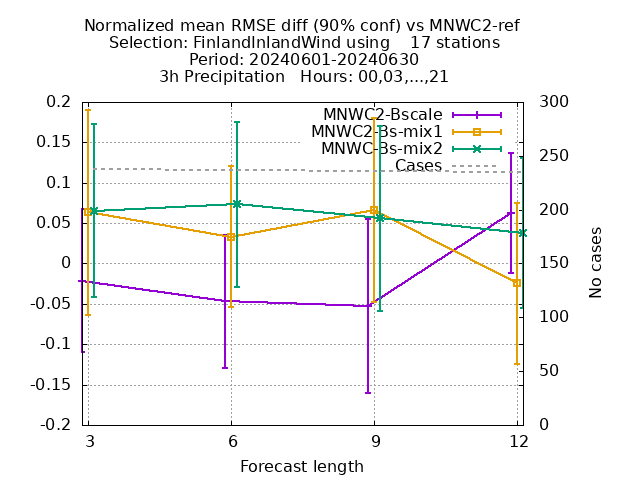 Normalized mean RMSE diff (90% conf) vs MNWC2-ref
Selection: FinlandInlandWind using    17 stations
Period: 20240601-20240630
3h Precipitation   Hours: 00,03,...,21
MNWC2-Bscale
MNWC2-Bs-mix1
MNWC-Bs-mix2
Cases
0.2
0.15
0.1
0.05
0
-0.05
-0.1
-0.15
-0.2
300
250
200
150
100
50
0
No cases
3 6 9 12
Forecast length